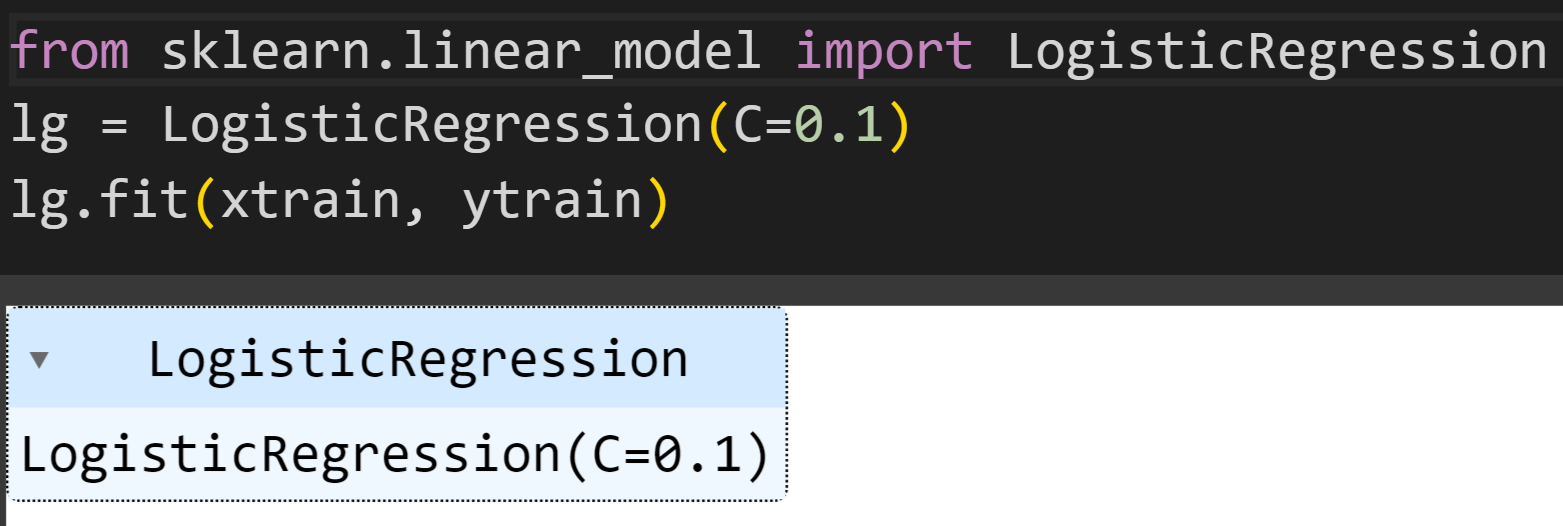 from sklearn.linear_model import LogisticRegression
lg = LogisticRegression(C=0.1)
lg.fit(xtrain, ytrain)
LogisticRegression
LogisticRegression(C=0.1)